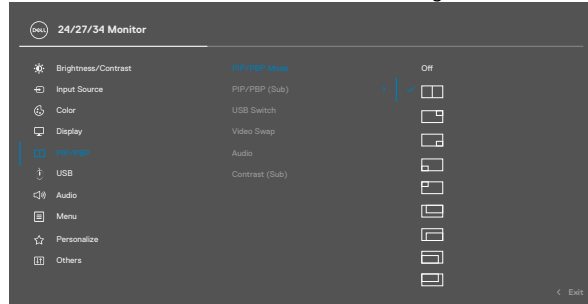 DELL 24/27/34 Monitor
Brightness/Contrast
Input Source
Color
Display
PIP/PBP
USB
Audio
Menu
Personalize
Others
PIP/PBP Mode
PIP/PBP (Sub)
USB Switch
Video Swap
Audio
Contrast (Sub)
Off
Exit